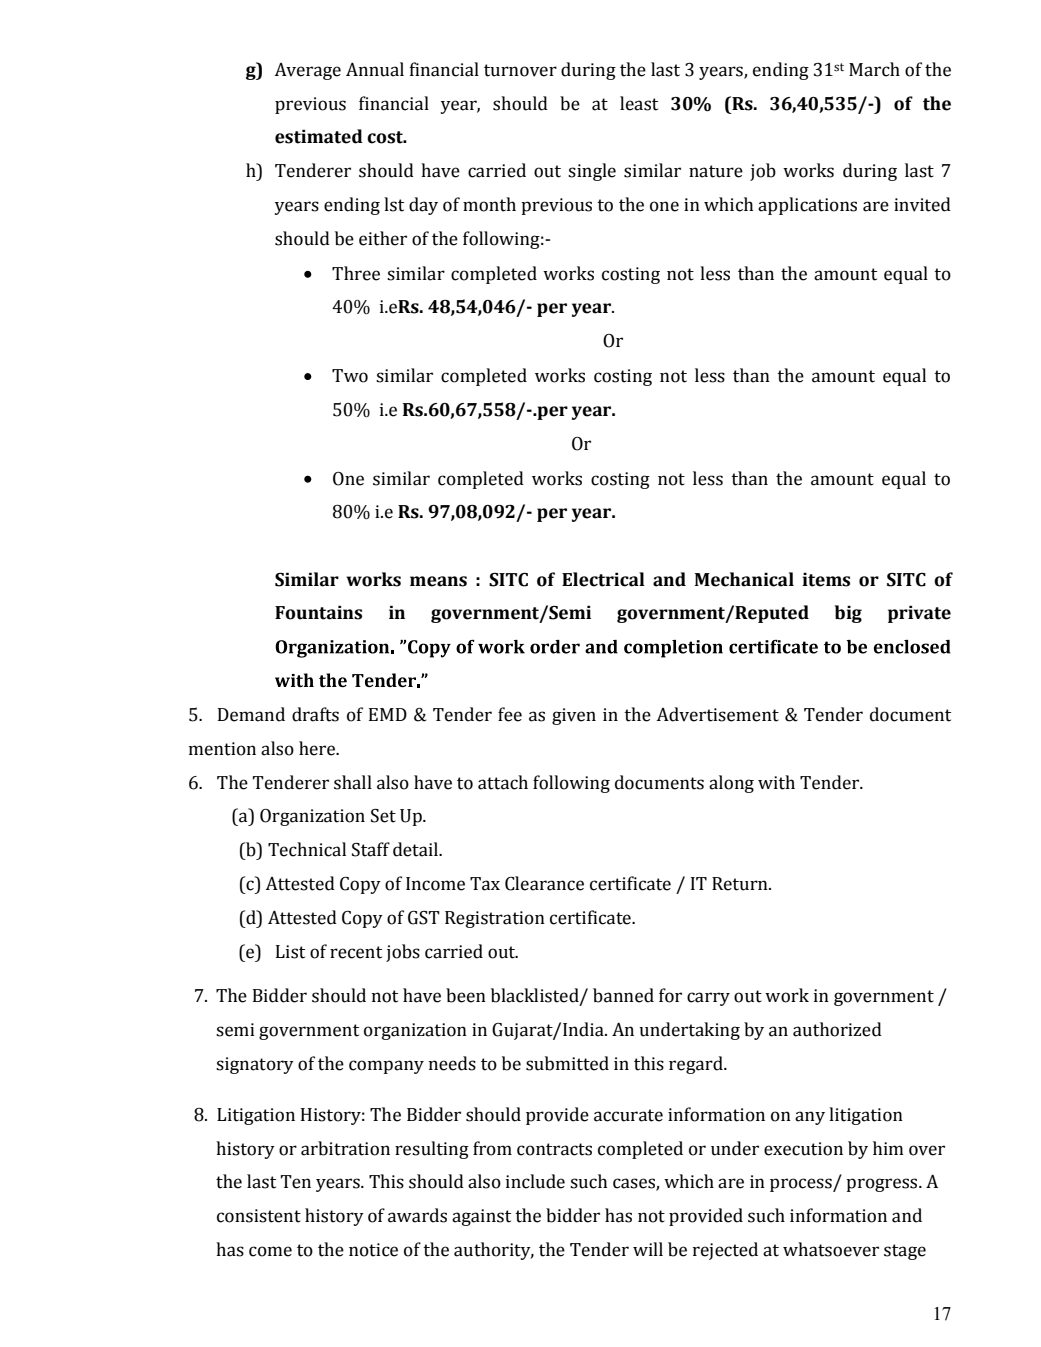 g) Average Annual financial turnover during the last 3 years, ending 31st March of the
previous financial year, should be at least 30% (Rs. 36,40,535/-) of the
estimated cost.
h) Tenderer should have carried out single similar nature job works during last 7
years ending lst day of month previous to the one in which applications are invited
should be either of the following:-
• Three similar completed works costing not less than the amount equal to
40% i.eRs. 48,54,046/- per year.
Or
• Two similar completed works costing not less than the amount equal to
50% i.e Rs.60,67,558/-.per year.
Or
• One similar completed works costing not less than the amount equal to
80% i.e Rs. 97,08,092/- per year.
Similar works means : SITC of Electrical and Mechanical items or SITC of
Fountains in government/Semi government/Reputed big private
Organization. ”Copy of work order and completion certificate to be enclosed
with the Tender.”
5. Demand drafts of EMD & Tender fee as given in the Advertisement & Tender document
mention also here.
6. The Tenderer shall also have to attach following documents along with Tender.
(a) Organization Set Up.
(b) Technical Staff detail.
(c) Attested Copy of Income Tax Clearance certificate / IT Return.
(d) Attested Copy of GST Registration certificate.
(e) List of recent jobs carried out.
7. The Bidder should not have been blacklisted/ banned for carry out work in government /
semi government organization in Gujarat/India. An undertaking by an authorized
signatory of the company needs to be submitted in this regard.
8. Litigation History: The Bidder should provide accurate information on any litigation
history or arbitration resulting from contracts completed or under execution by him over
the last Ten years. This should also include such cases, which are in process/ progress. A
consistent history of awards against the bidder has not provided such information and
has come to the notice of the authority, the Tender will be rejected at whatsoever stage
17